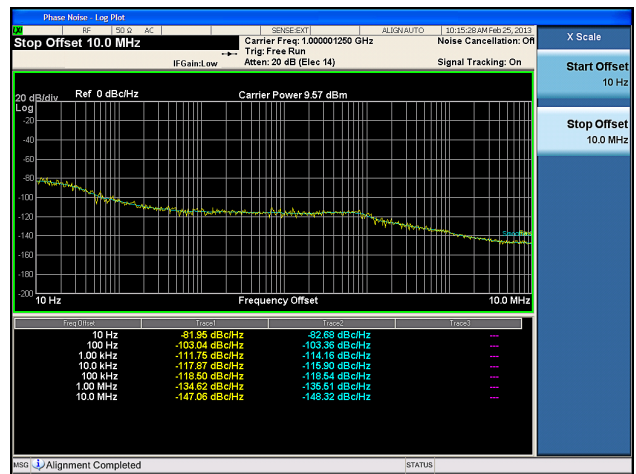 Phase Noise - Log Plot
RF 50 Ω AC SENSE:EXT ALIGN AUTO 10:15:28 AM Feb 25, 2013
Stop Offset 10.0 MHz Carrier Freq: 1.000001250 GHz Noise Cancellation: Off
Trig: Free Run
IFGain:Low Atten: 20 dB (Elec 14) Signal Tracking: On
X Scale
Start Offset
10 Hz
Stop Offset
10.0 MHz
20 dB/div Ref 0 dBc/Hz Carrier Power 9.57 dBm
Log
-20
-40
-60
-80
-100
-120
-140
-160
-180
-200
10 Hz Frequency Offset 10.0 MHz
Freq Offset Trace1 Trace2 Trace3
10 Hz -81.95 dBc/Hz -82.68 dBc/Hz ---
100 Hz -103.04 dBc/Hz -103.36 dBc/Hz ---
1.00 kHz -111.75 dBc/Hz -114.16 dBc/Hz ---
10.0 kHz -117.87 dBc/Hz -115.90 dBc/Hz ---
100 kHz -118.50 dBc/Hz -118.54 dBc/Hz ---
1.00 MHz -134.62 dBc/Hz -135.51 dBc/Hz ---
10.0 MHz -147.06 dBc/Hz -148.32 dBc/Hz ---
MSG Alignment Completed STATUS